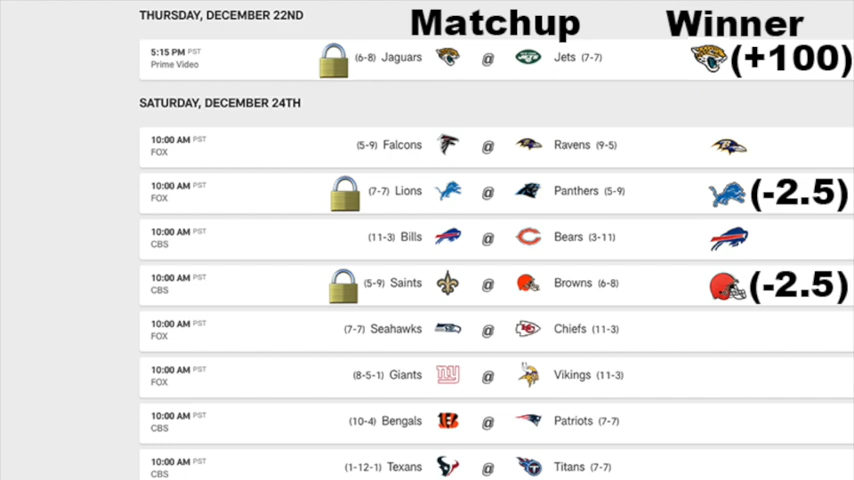 THURSDAY, DECEMBER 22ND Matchup Winner
5:15 PM PST (6-8) Jaguars @ Jets (7-7) (+100)
Prime Video
SATURDAY, DECEMBER 24TH
10:00 AM PST (5-9) Falcons @ Ravens (9-5)
FOX
10:00 AM PST (7-7) Lions @ Panthers (5-9) (-2.5)
FOX
10:00 AM PST (11-3) Bills @ Bears (3-11)
CBS
10:00 AM PST (5-9) Saints @ Browns (6-8) (-2.5)
CBS
10:00 AM PST (7-7) Seahawks @ Chiefs (11-3)
FOX
10:00 AM PST (8-5-1) Giants @ Vikings (11-3)
FOX
10:00 AM PST (10-4) Bengals @ Patriots (7-7)
CBS
10:00 AM PST (1-12-1) Texans @ Titans (7-7)
CBS